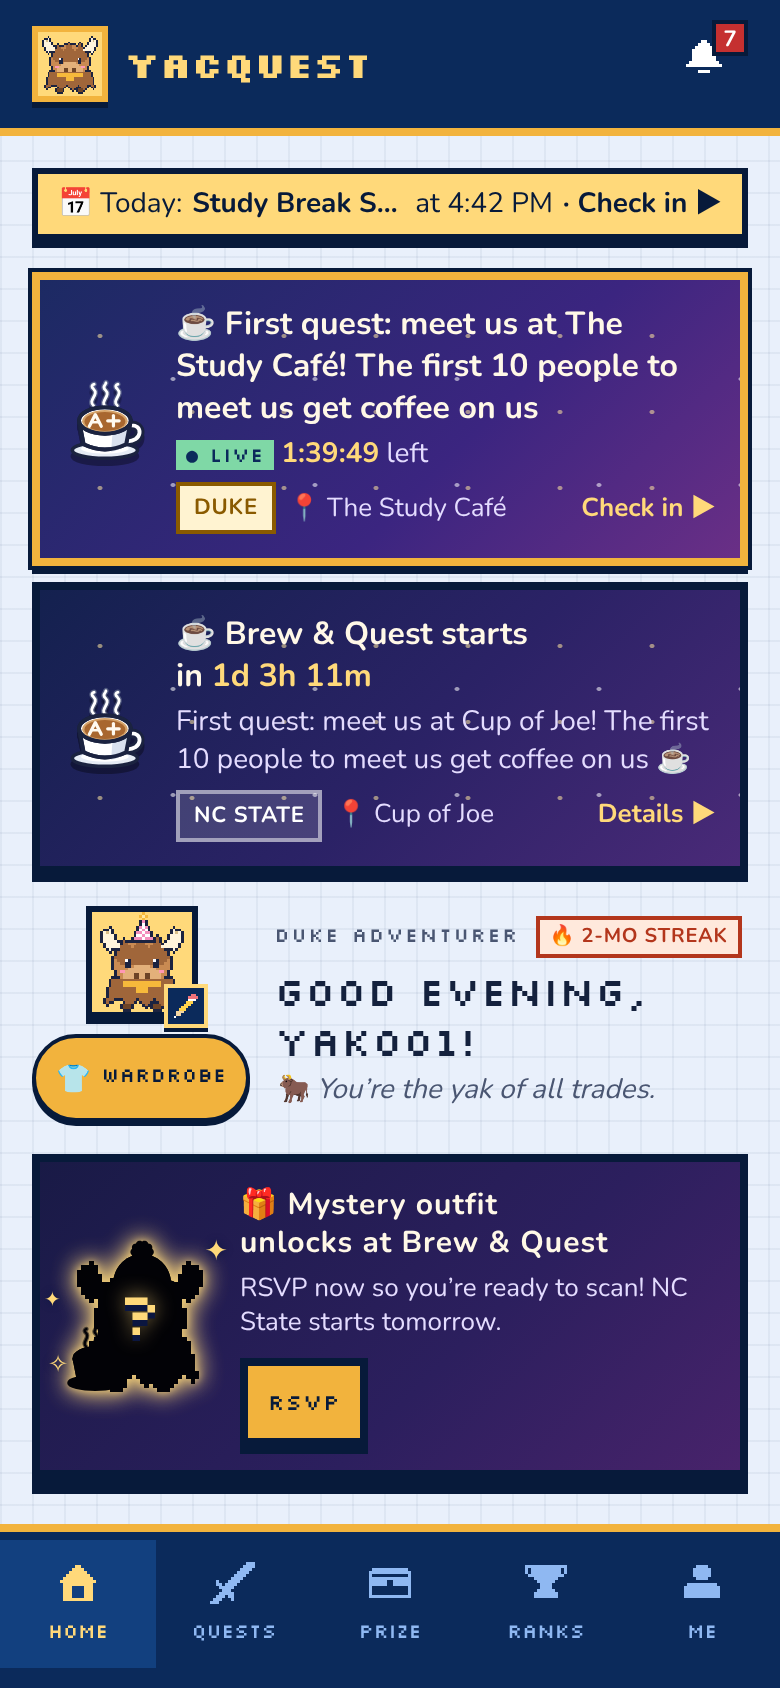 YACQUEST
7
📅 Today: Study Break S... at 4:42 PM · Check in ▶
☕ First quest: meet us at The
Study Café! The first 10 people to
meet us get coffee on us
A+
● LIVE 1:39:49 left
DUKE 📍 The Study Café Check in ▶
☕ Brew & Quest starts
in 1d 3h 11m
A+
First quest: meet us at Cup of Joe! The first
10 people to meet us get coffee on us ☕
NC STATE 📍 Cup of Joe Details ▶
DUKE ADVENTURER 🔥 2-MO STREAK
GOOD EVENING,
YAKOO1!
👕 WARDROBE
🐂 You're the yak of all trades.
🎁 Mystery outfit
unlocks at Brew & Quest
?
RSVP now so you're ready to scan! NC
State starts tomorrow.
RSVP
HOME QUESTS PRIZE RANKS ME